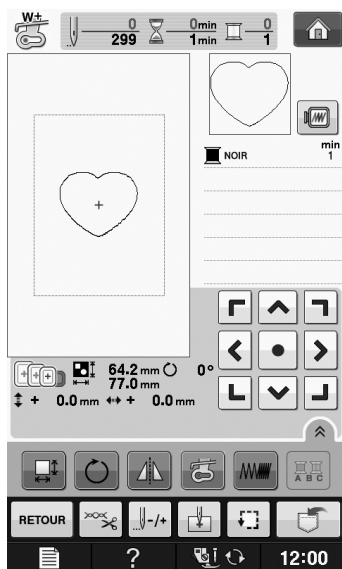 W+
0 0min 0
299 1min 1
min
NOIR 1
64.2 mm 0°
77.0 mm
+ 0.0 mm + 0.0 mm
A B C
RETOUR -/+
? 12:00